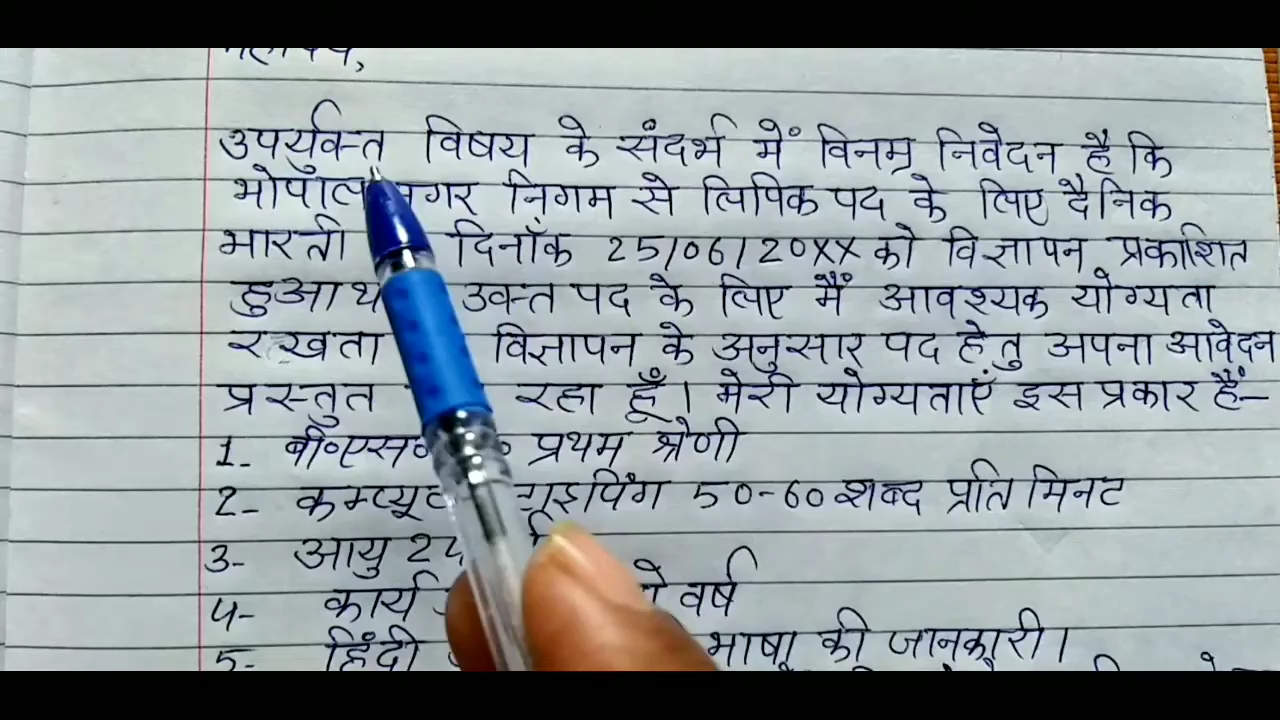 उपर्युक्त विषय के संदर्भ में विनम्र निवेदन है कि
भोपाल नगर निगम से लिपिक पद के लिए दैनिक
भारती दिनाँक 25/06/20XX को विज्ञापन प्रकाशित
हुआ उक्त पद के लिए मैं आवश्यक योग्यता
रखता विज्ञापन के अनुसार पद हेतु अपना आवेदन
प्रस्तुत रहा हूँ। मेरी योग्यताएं इस प्रकार हैं-
1- प्रथम श्रेणी
2- टाइपिंग 50-60 शब्द प्रति मिनट
3- आयु
4- कार्य वर्ष
5- हिंदी भाषा की जानकारी।